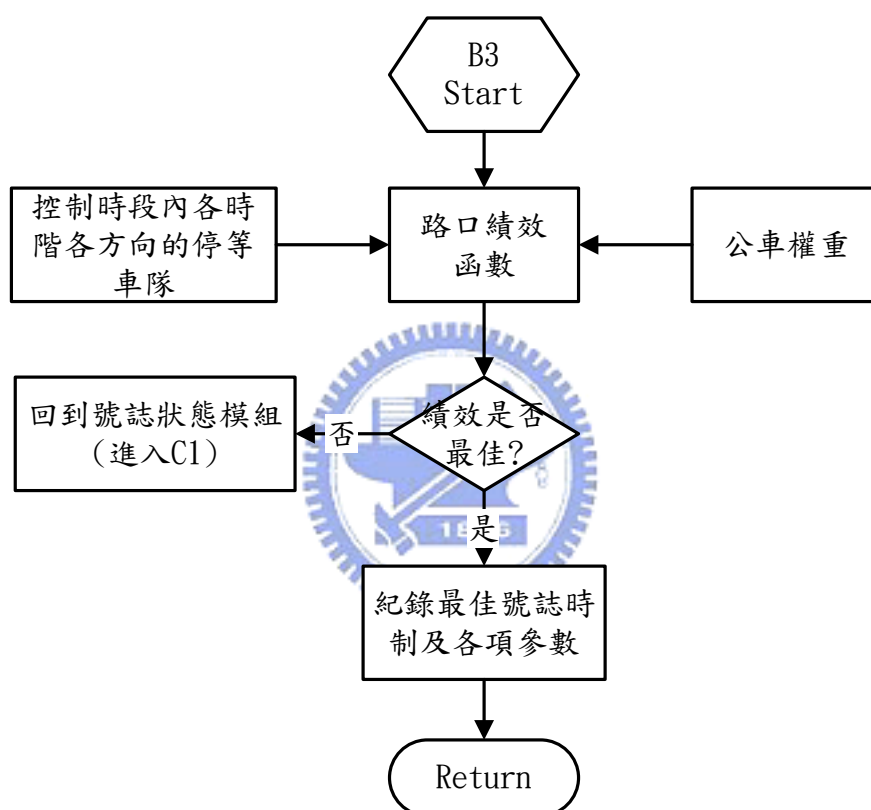 B3
Start
控制時段內各時
階各方向的停等
車隊
路口績效
函數
公車權重
回到號誌狀態模組
(進入C1)
否
績效是否
最佳?
是
紀錄最佳號誌時
制及各項參數
Return